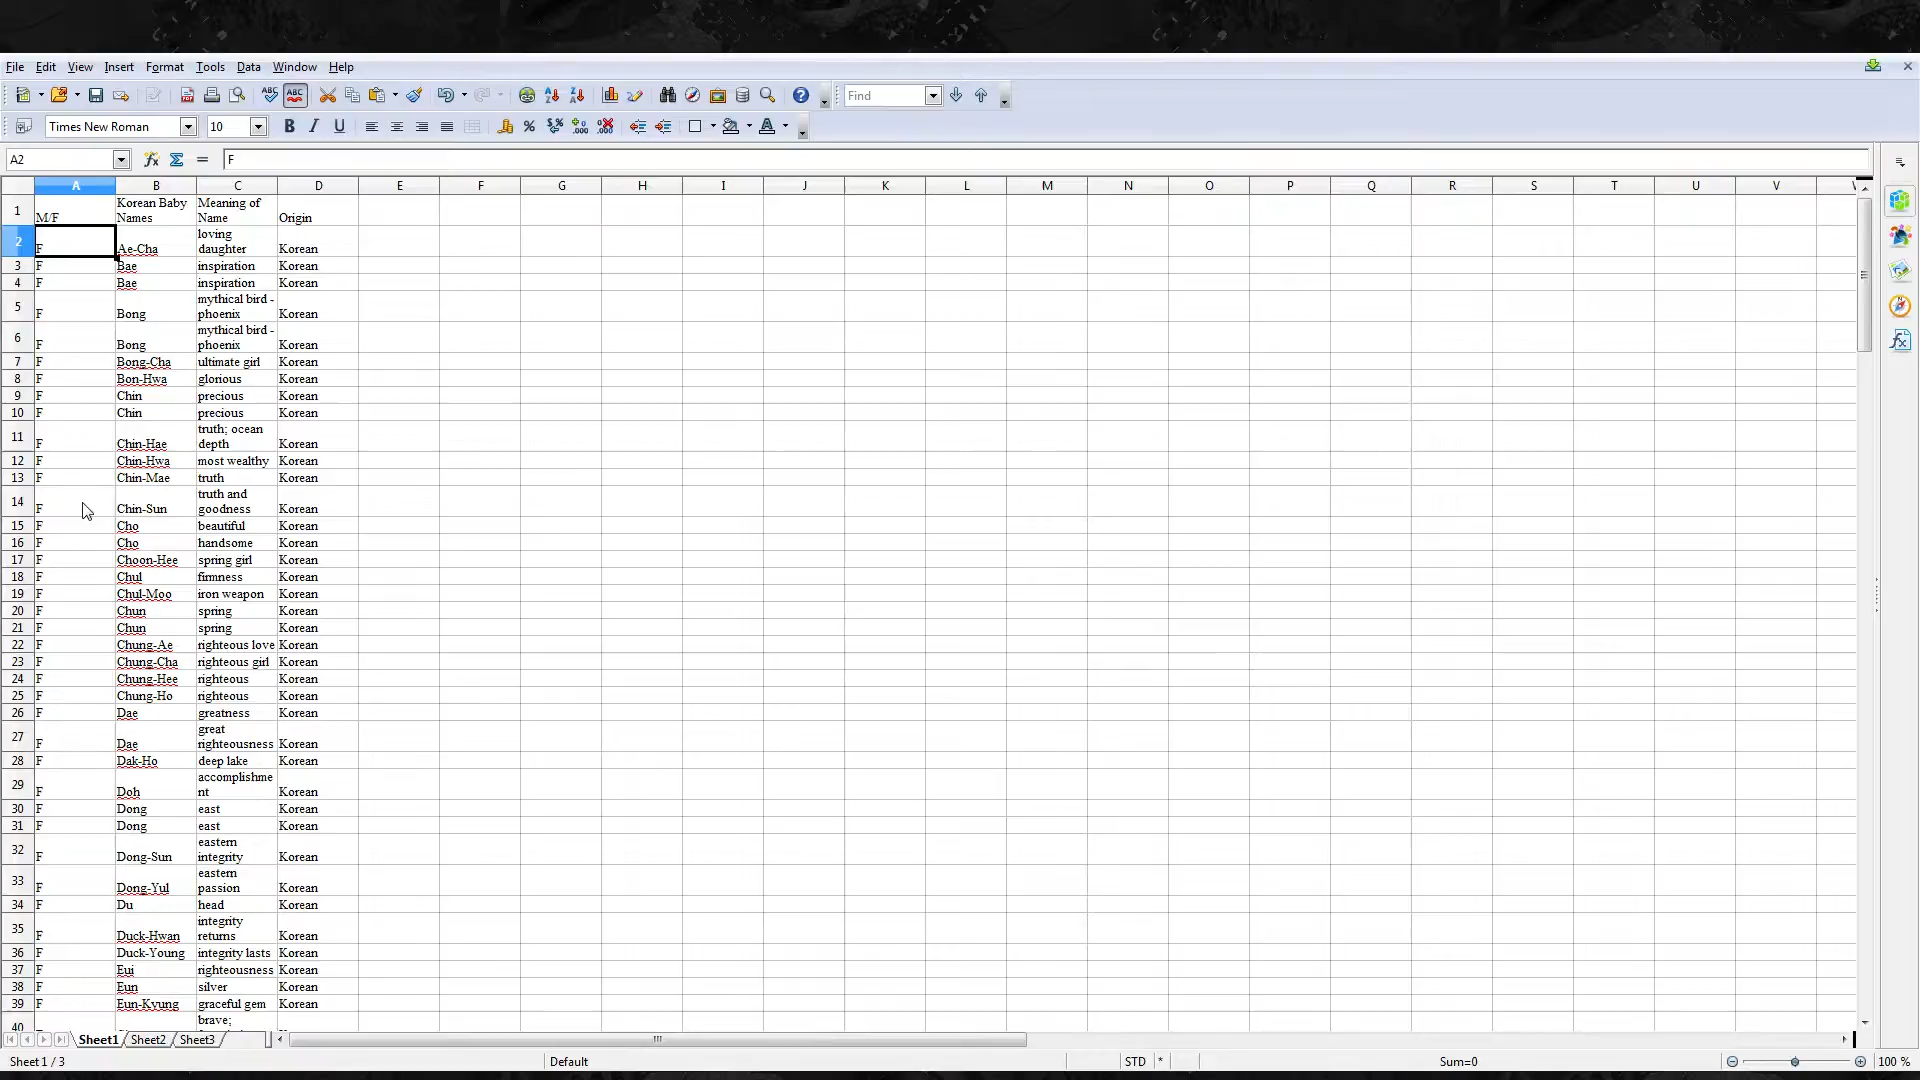 File Edit View Insert Format Tools Data Window Help
Find
Times New Roman 10
A2 F
A B C D E F G H I J K L M N O P Q R S T U V
1 M/F Korean Baby Names Meaning of Name Origin
2 F Ae-Cha loving daughter Korean
3 F Bae inspiration Korean
4 F Bae inspiration Korean
5 F Bong mythical bird - phoenix Korean
6 F Bong mythical bird - phoenix Korean
7 F Bong-Cha ultimate girl Korean
8 F Bon-Hwa glorious Korean
9 F Chin precious Korean
10 F Chin precious Korean
11 F Chin-Hae truth; ocean depth Korean
12 F Chin-Hwa most wealthy Korean
13 F Chin-Mae truth Korean
14 F Chin-Sun truth and goodness Korean
15 F Cho beautiful Korean
16 F Cho handsome Korean
17 F Choon-Hee spring girl Korean
18 F Chul firmness Korean
19 F Chul-Moo iron weapon Korean
20 F Chun spring Korean
21 F Chun spring Korean
22 F Chung-Ae righteous love Korean
23 F Chung-Cha righteous girl Korean
24 F Chung-Hee righteous Korean
25 F Chung-Ho righteous Korean
26 F Dae greatness Korean
27 F Dae great righteousness Korean
28 F Dak-Ho deep lake Korean
29 F Doh accomplishment Korean
30 F Dong east Korean
31 F Dong east Korean
32 F Dong-Sun eastern integrity Korean
33 F Dong-Yul eastern passion Korean
34 F Du head Korean
35 F Duck-Hwan integrity returns Korean
36 F Duck-Young integrity lasts Korean
37 F Eui righteousness Korean
38 F Eun silver Korean
39 F Eun-Kyung graceful gem Korean
40 brave;
Sheet1 Sheet2 Sheet3
Sheet 1 / 3 Default STD * Sum=0 100 %